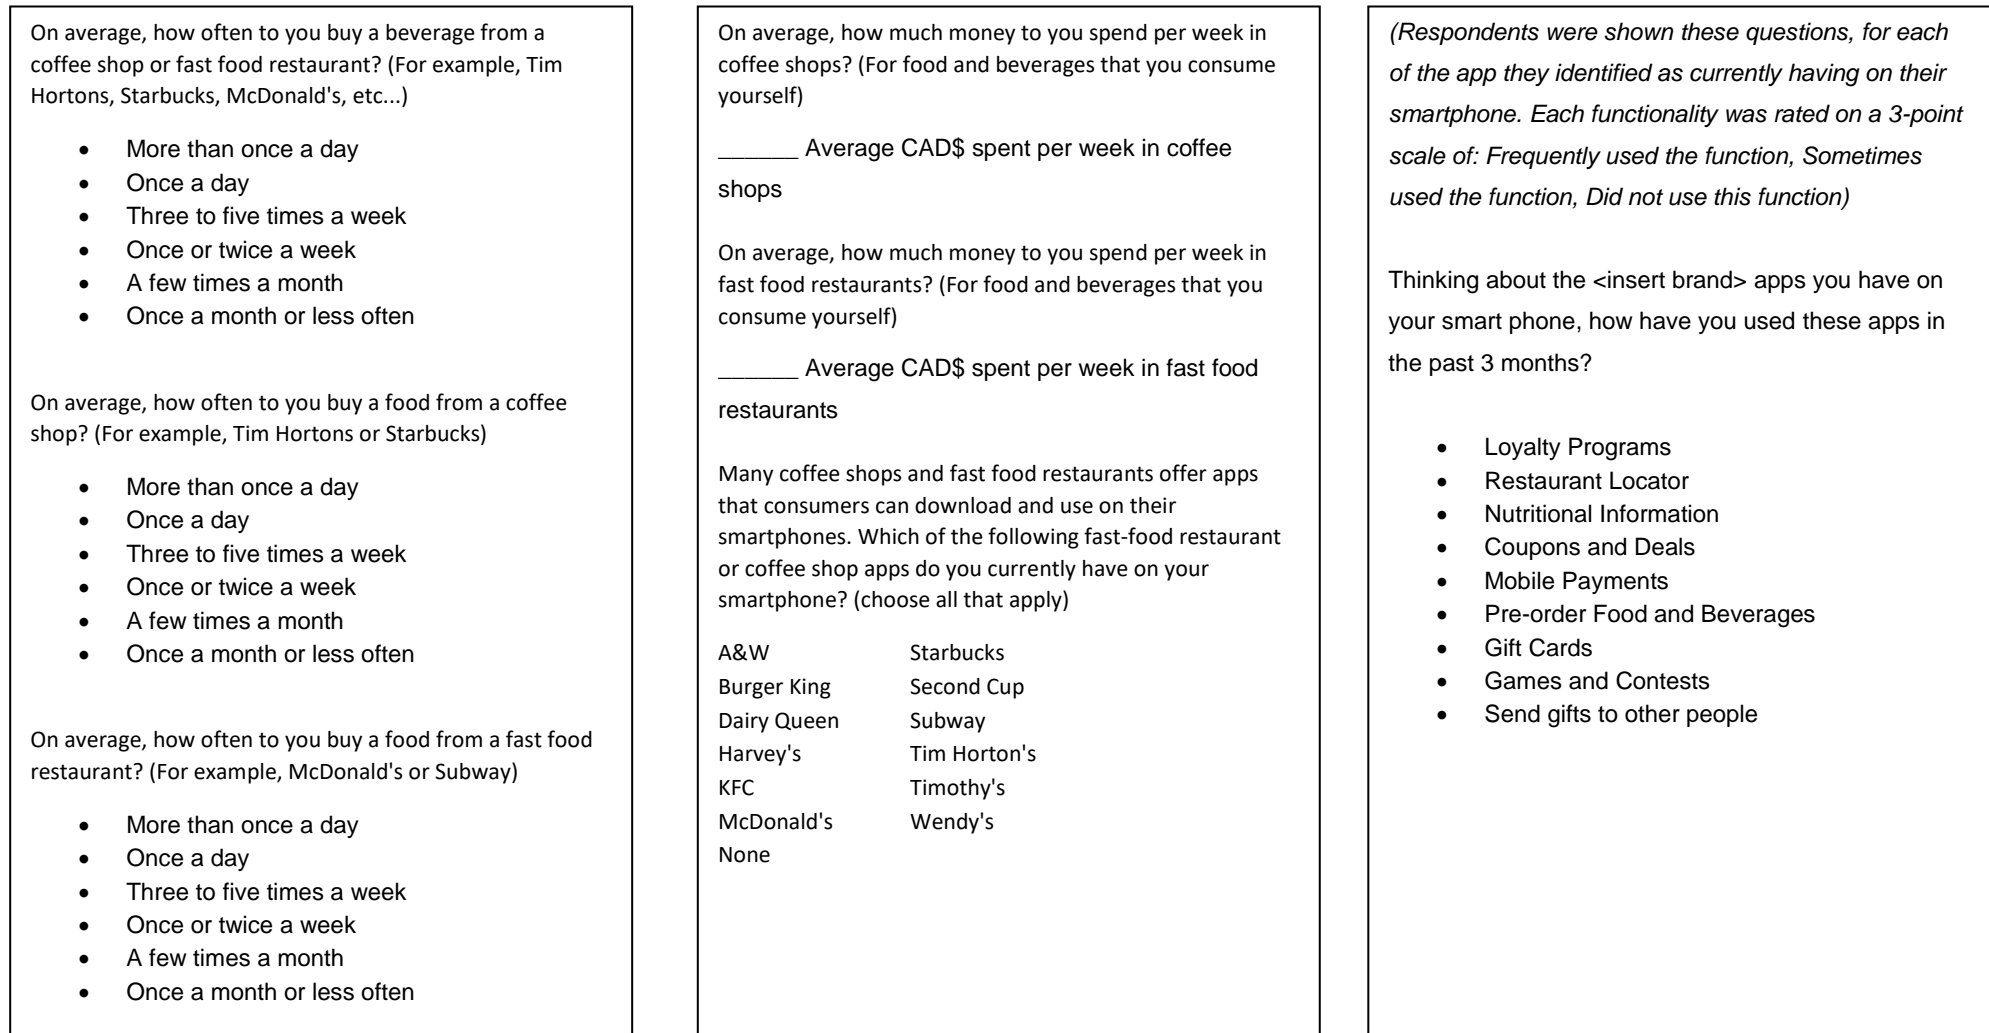 On average, how often to you buy a beverage from a
coffee shop or fast food restaurant? (For example, Tim
Hortons, Starbucks, McDonald's, etc...)
• More than once a day
• Once a day
• Three to five times a week
• Once or twice a week
• A few times a month
• Once a month or less often
On average, how often to you buy a food from a coffee
shop? (For example, Tim Hortons or Starbucks)
• More than once a day
• Once a day
• Three to five times a week
• Once or twice a week
• A few times a month
• Once a month or less often
On average, how often to you buy a food from a fast food
restaurant? (For example, McDonald's or Subway)
• More than once a day
• Once a day
• Three to five times a week
• Once or twice a week
• A few times a month
• Once a month or less often
On average, how much money to you spend per week in
coffee shops? (For food and beverages that you consume
yourself)
______ Average CAD$ spent per week in coffee
shops
On average, how much money to you spend per week in
fast food restaurants? (For food and beverages that you
consume yourself)
______ Average CAD$ spent per week in fast food
restaurants
Many coffee shops and fast food restaurants offer apps
that consumers can download and use on their
smartphones. Which of the following fast-food restaurant
or coffee shop apps do you currently have on your
smartphone? (choose all that apply)
A&W Starbucks
Burger King Second Cup
Dairy Queen Subway
Harvey's Tim Horton's
KFC Timothy's
McDonald's Wendy's
None
(Respondents were shown these questions, for each
of the app they identified as currently having on their
smartphone. Each functionality was rated on a 3-point
scale of: Frequently used the function, Sometimes
used the function, Did not use this function)
Thinking about the <insert brand> apps you have on
your smart phone, how have you used these apps in
the past 3 months?
• Loyalty Programs
• Restaurant Locator
• Nutritional Information
• Coupons and Deals
• Mobile Payments
• Pre-order Food and Beverages
• Gift Cards
• Games and Contests
• Send gifts to other people